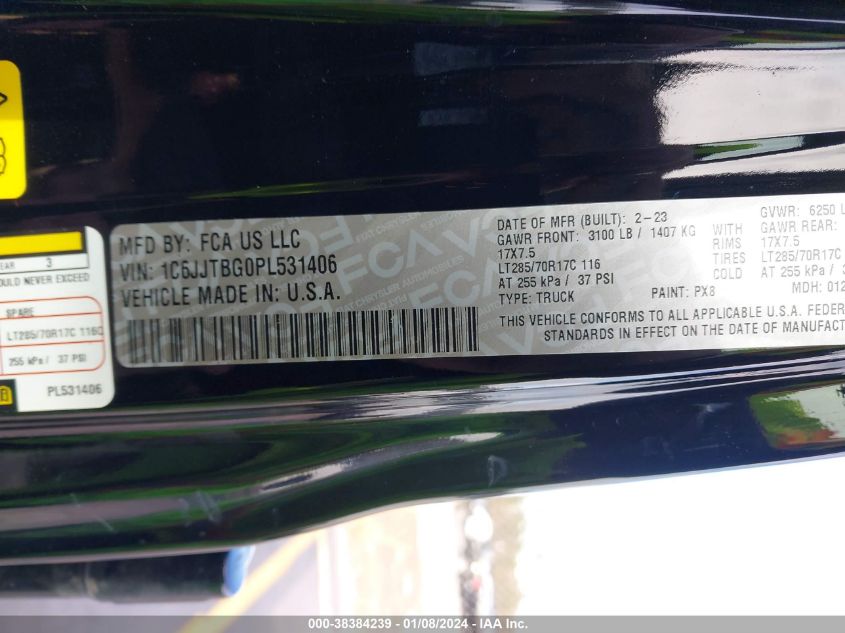 MFD BY: FCA US LLC
VIN: 1C6JJTBG0PL531406
VEHICLE MADE IN: U.S.A.
DATE OF MFR (BUILT): 2-23
GAWR FRONT: 3100 LB / 1407 KG
17X7.5
LT285/70R17C 116
AT 255 kPa / 37 PSI
TYPE: TRUCK
PAINT: PX8
WITH
RIMS
TIRES
COLD
GVWR: 6250 L
GAWR REAR:
17X7.5
LT285/70R17C
AT 255 kPa / 3
MDH: 012
THIS VEHICLE CONFORMS TO ALL APPLICABLE U.S.A. FEDER
STANDARDS IN EFFECT ON THE DATE OF MANUFACT
EAR 3
SPARE
LT285/70R17C 116C
255 kPa / 37 PSI
PL531406
000-38384239 - 01/08/2024 - IAA Inc.